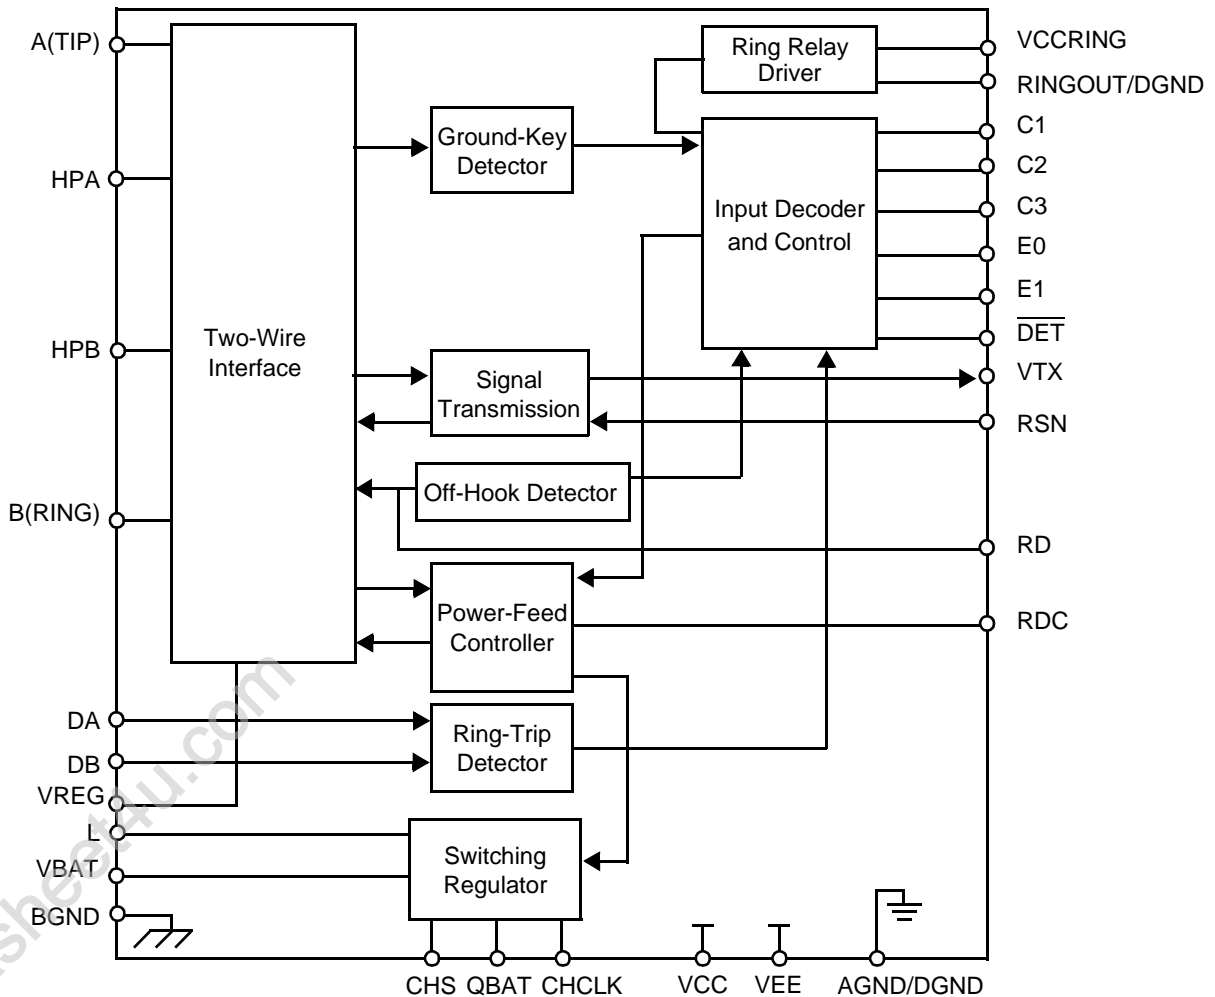 A(TIP)
HPA
HPB
B(RING)
DA
DB
VREG
L
VBAT
BGND
Two-Wire
Interface
Ground-Key
Detector
Signal
Transmission
Off-Hook Detector
Power-Feed
Controller
Ring-Trip
Detector
Switching
Regulator
Ring Relay
Driver
Input Decoder
and Control
VCCRING
RINGOUT/DGND
C1
C2
C3
E0
E1
DET
VTX
RSN
RD
RDC
CHS QBAT CHCLK VCC VEE AGND/DGND
sheet4u.com